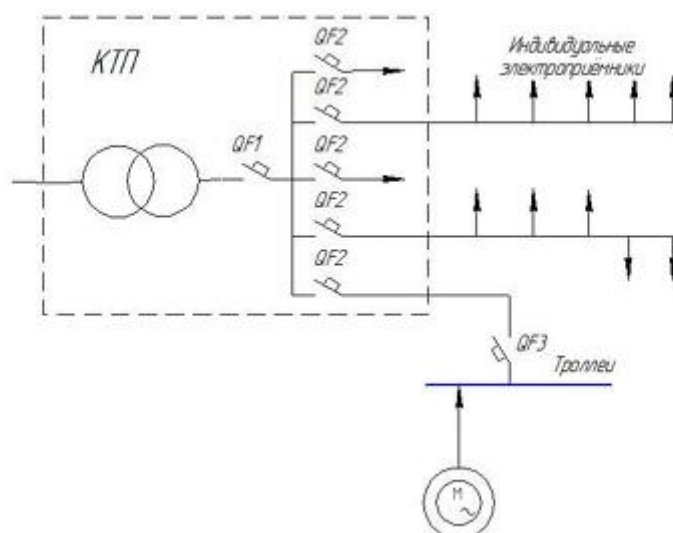 КТП
QF1
QF2
QF2
QF2
QF2
QF2
Индивидуальные
электроприемники
QF3
Троллеи
М